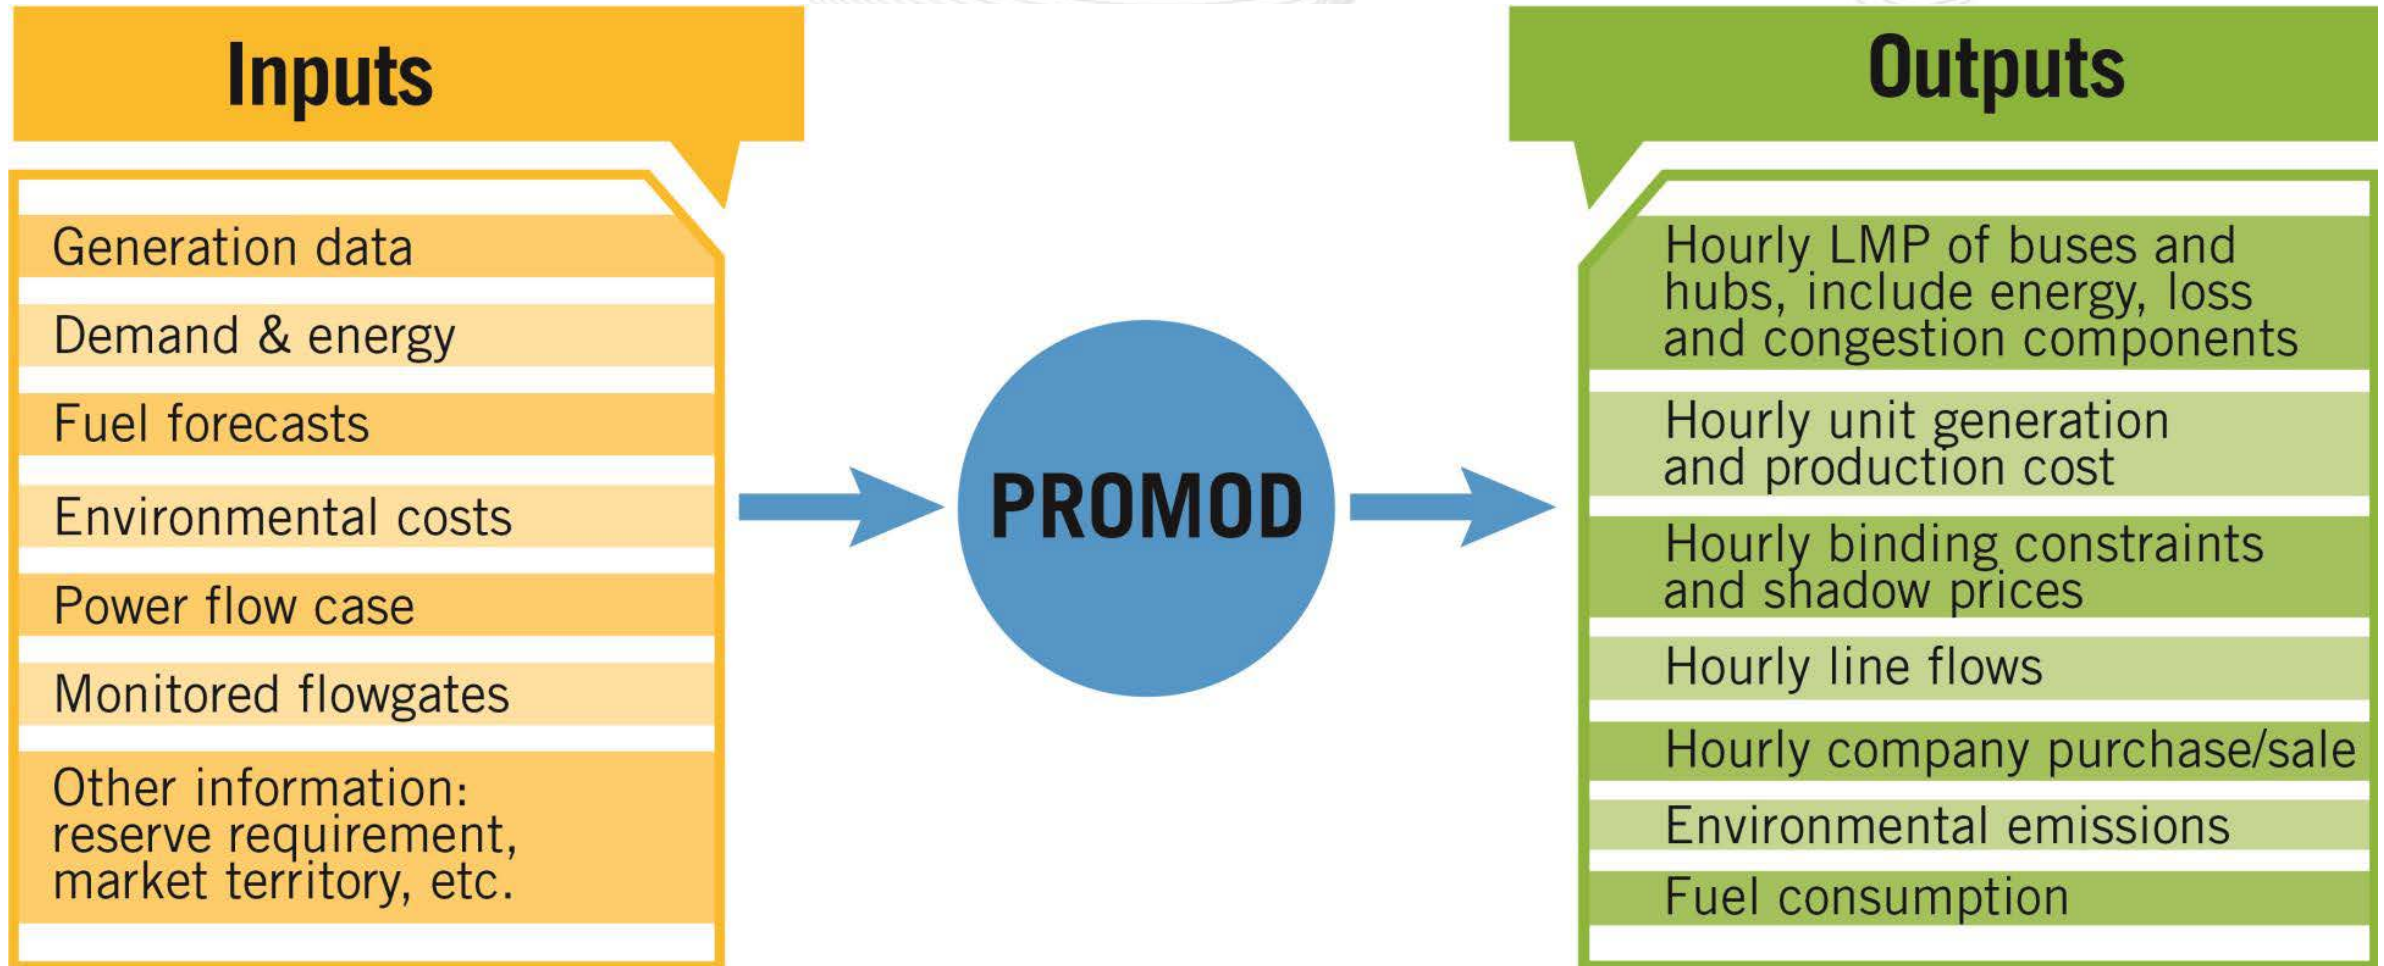 Inputs
Generation data
Demand & energy
Fuel forecasts
Environmental costs
Power flow case
Monitored flowgates
Other information:
reserve requirement,
market territory, etc.
PROMOD
Outputs
Hourly LMP of buses and
hubs, include energy, loss
and congestion components
Hourly unit generation
and production cost
Hourly binding constraints
and shadow prices
Hourly line flows
Hourly company purchase/sale
Environmental emissions
Fuel consumption